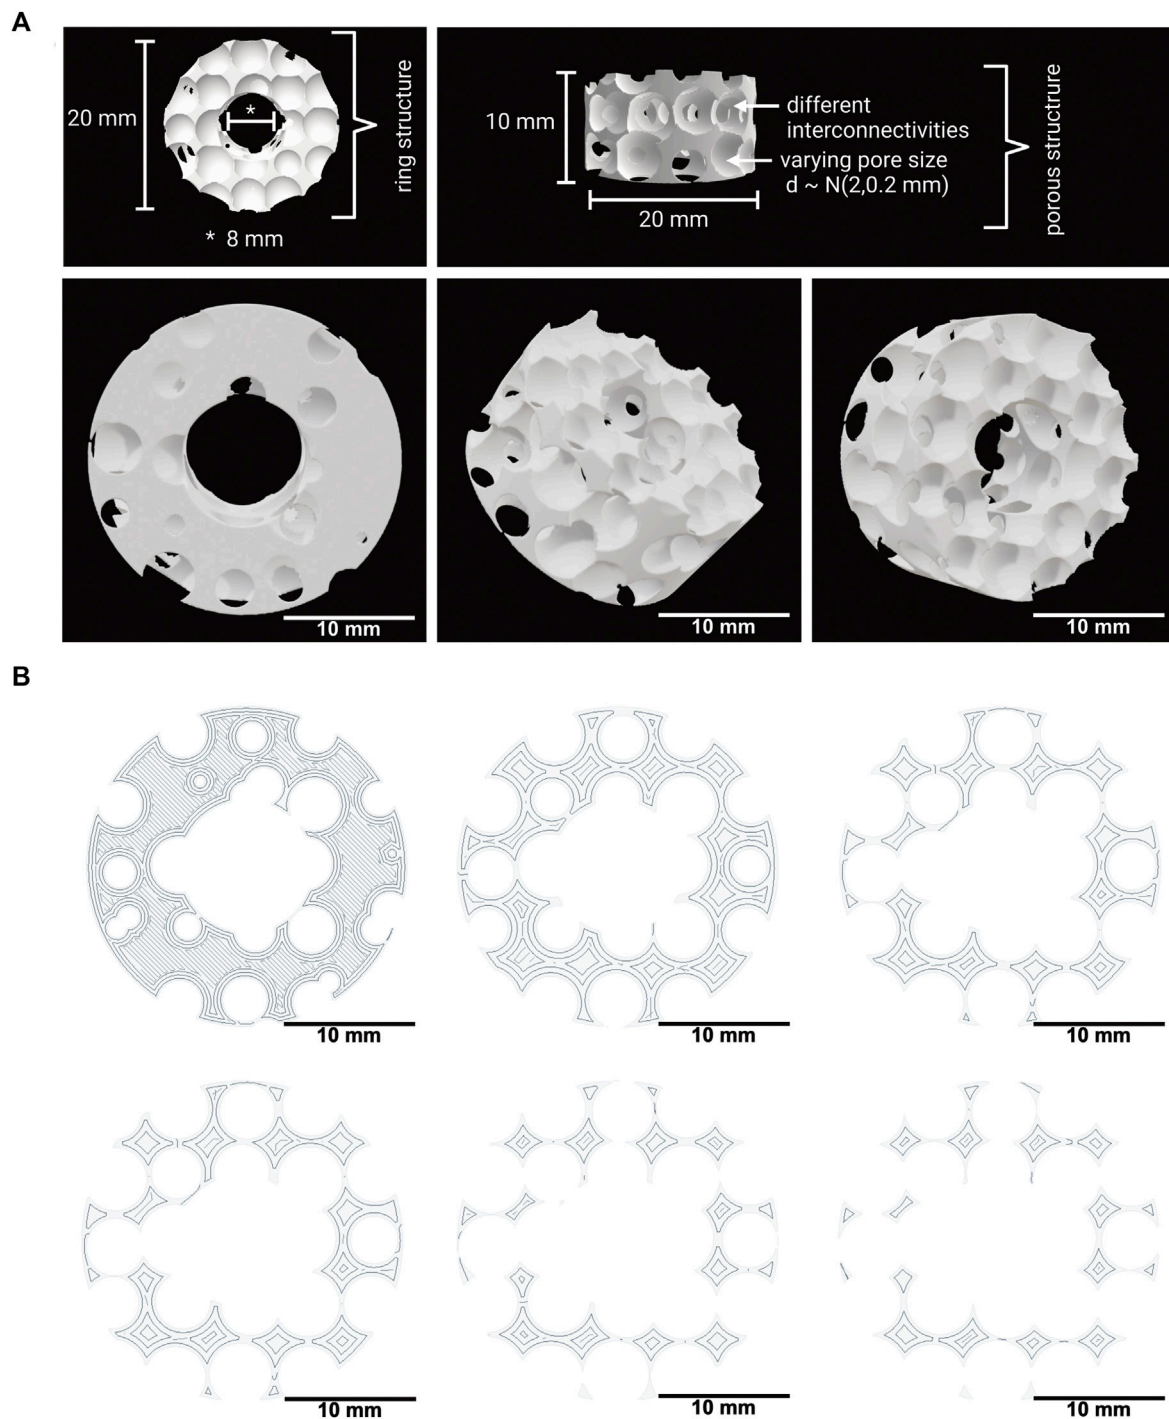 A
20 mm
*
* 8 mm
ring structure
10 mm
20 mm
different
interconnectivities
varying pore size
d ~ N(2,0.2 mm)
porous structrure
10 mm
10 mm
10 mm
B
10 mm
10 mm
10 mm
10 mm
10 mm
10 mm